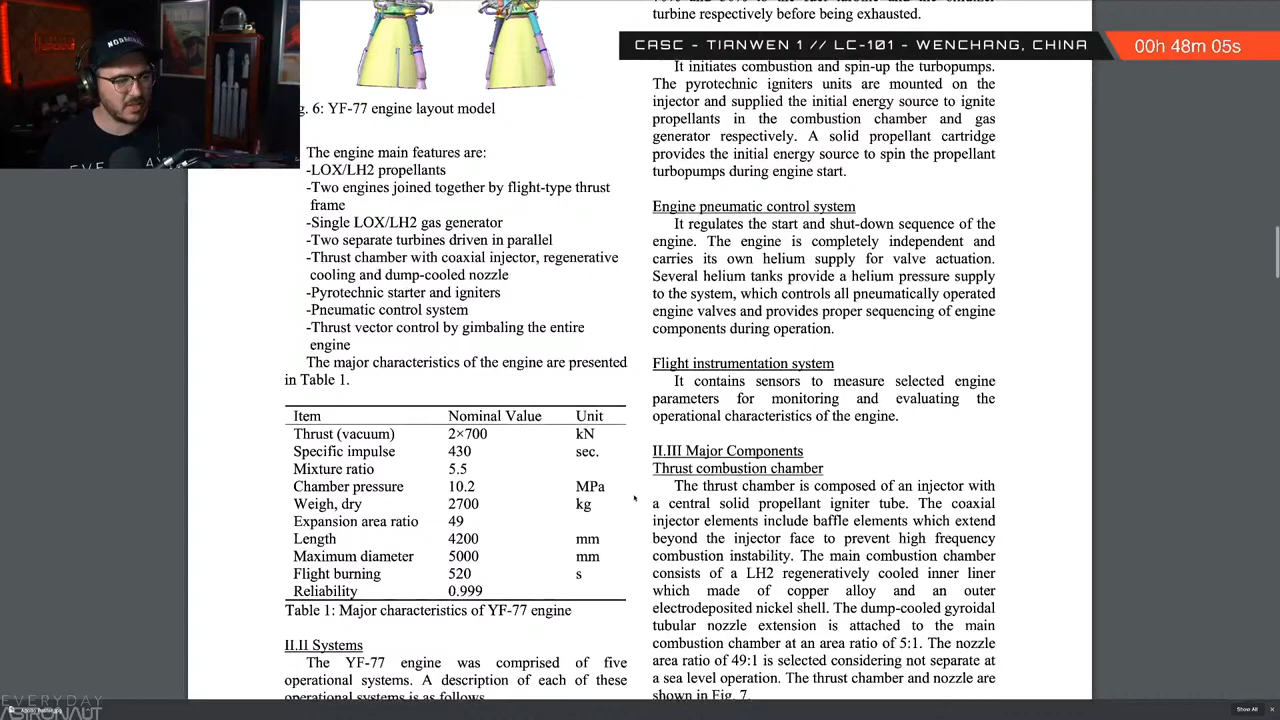 CASC - TIANWEN 1 // LC-101 - WENCHANG, CHINA
00h 48m 05s
g. 6: YF-77 engine layout model
The engine main features are:
-LOX/LH2 propellants
-Two engines joined together by flight-type thrust
frame
-Single LOX/LH2 gas generator
-Two separate turbines driven in parallel
-Thrust chamber with coaxial injector, regenerative
cooling and dump-cooled nozzle
-Pyrotechnic starter and igniters
-Pneumatic control system
-Thrust vector control by gimbaling the entire
engine
The major characteristics of the engine are presented
in Table 1.
Item Nominal Value Unit
Thrust (vacuum) 2×700 kN
Specific impulse 430 sec.
Mixture ratio 5.5
Chamber pressure 10.2 MPa
Weigh, dry 2700 kg
Expansion area ratio 49
Length 4200 mm
Maximum diameter 5000 mm
Flight burning 520 s
Reliability 0.999
Table 1: Major characteristics of YF-77 engine
II.II Systems
The YF-77 engine was comprised of five
operational systems. A description of each of these
operational systems is as follows
turbine respectively before being exhausted.
It initiates combustion and spin-up the turbopumps.
The pyrotechnic igniters units are mounted on the
injector and supplied the initial energy source to ignite
propellants in the combustion chamber and gas
generator respectively. A solid propellant cartridge
provides the initial energy source to spin the propellant
turbopumps during engine start.
Engine pneumatic control system
It regulates the start and shut-down sequence of the
engine. The engine is completely independent and
carries its own helium supply for valve actuation.
Several helium tanks provide a helium pressure supply
to the system, which controls all pneumatically operated
engine valves and provides proper sequencing of engine
components during operation.
Flight instrumentation system
It contains sensors to measure selected engine
parameters for monitoring and evaluating the
operational characteristics of the engine.
II.III Major Components
Thrust combustion chamber
The thrust chamber is composed of an injector with
a central solid propellant igniter tube. The coaxial
injector elements include baffle elements which extend
beyond the injector face to prevent high frequency
combustion instability. The main combustion chamber
consists of a LH2 regeneratively cooled inner liner
which made of copper alloy and an outer
electrodeposited nickel shell. The dump-cooled gyroidal
tubular nozzle extension is attached to the main
combustion chamber at an area ratio of 5:1. The nozzle
area ratio of 49:1 is selected considering not separate at
a sea level operation. The thrust chamber and nozzle are
shown in Fig. 7.
EVERYDAY
ASTRONAUT
Show All